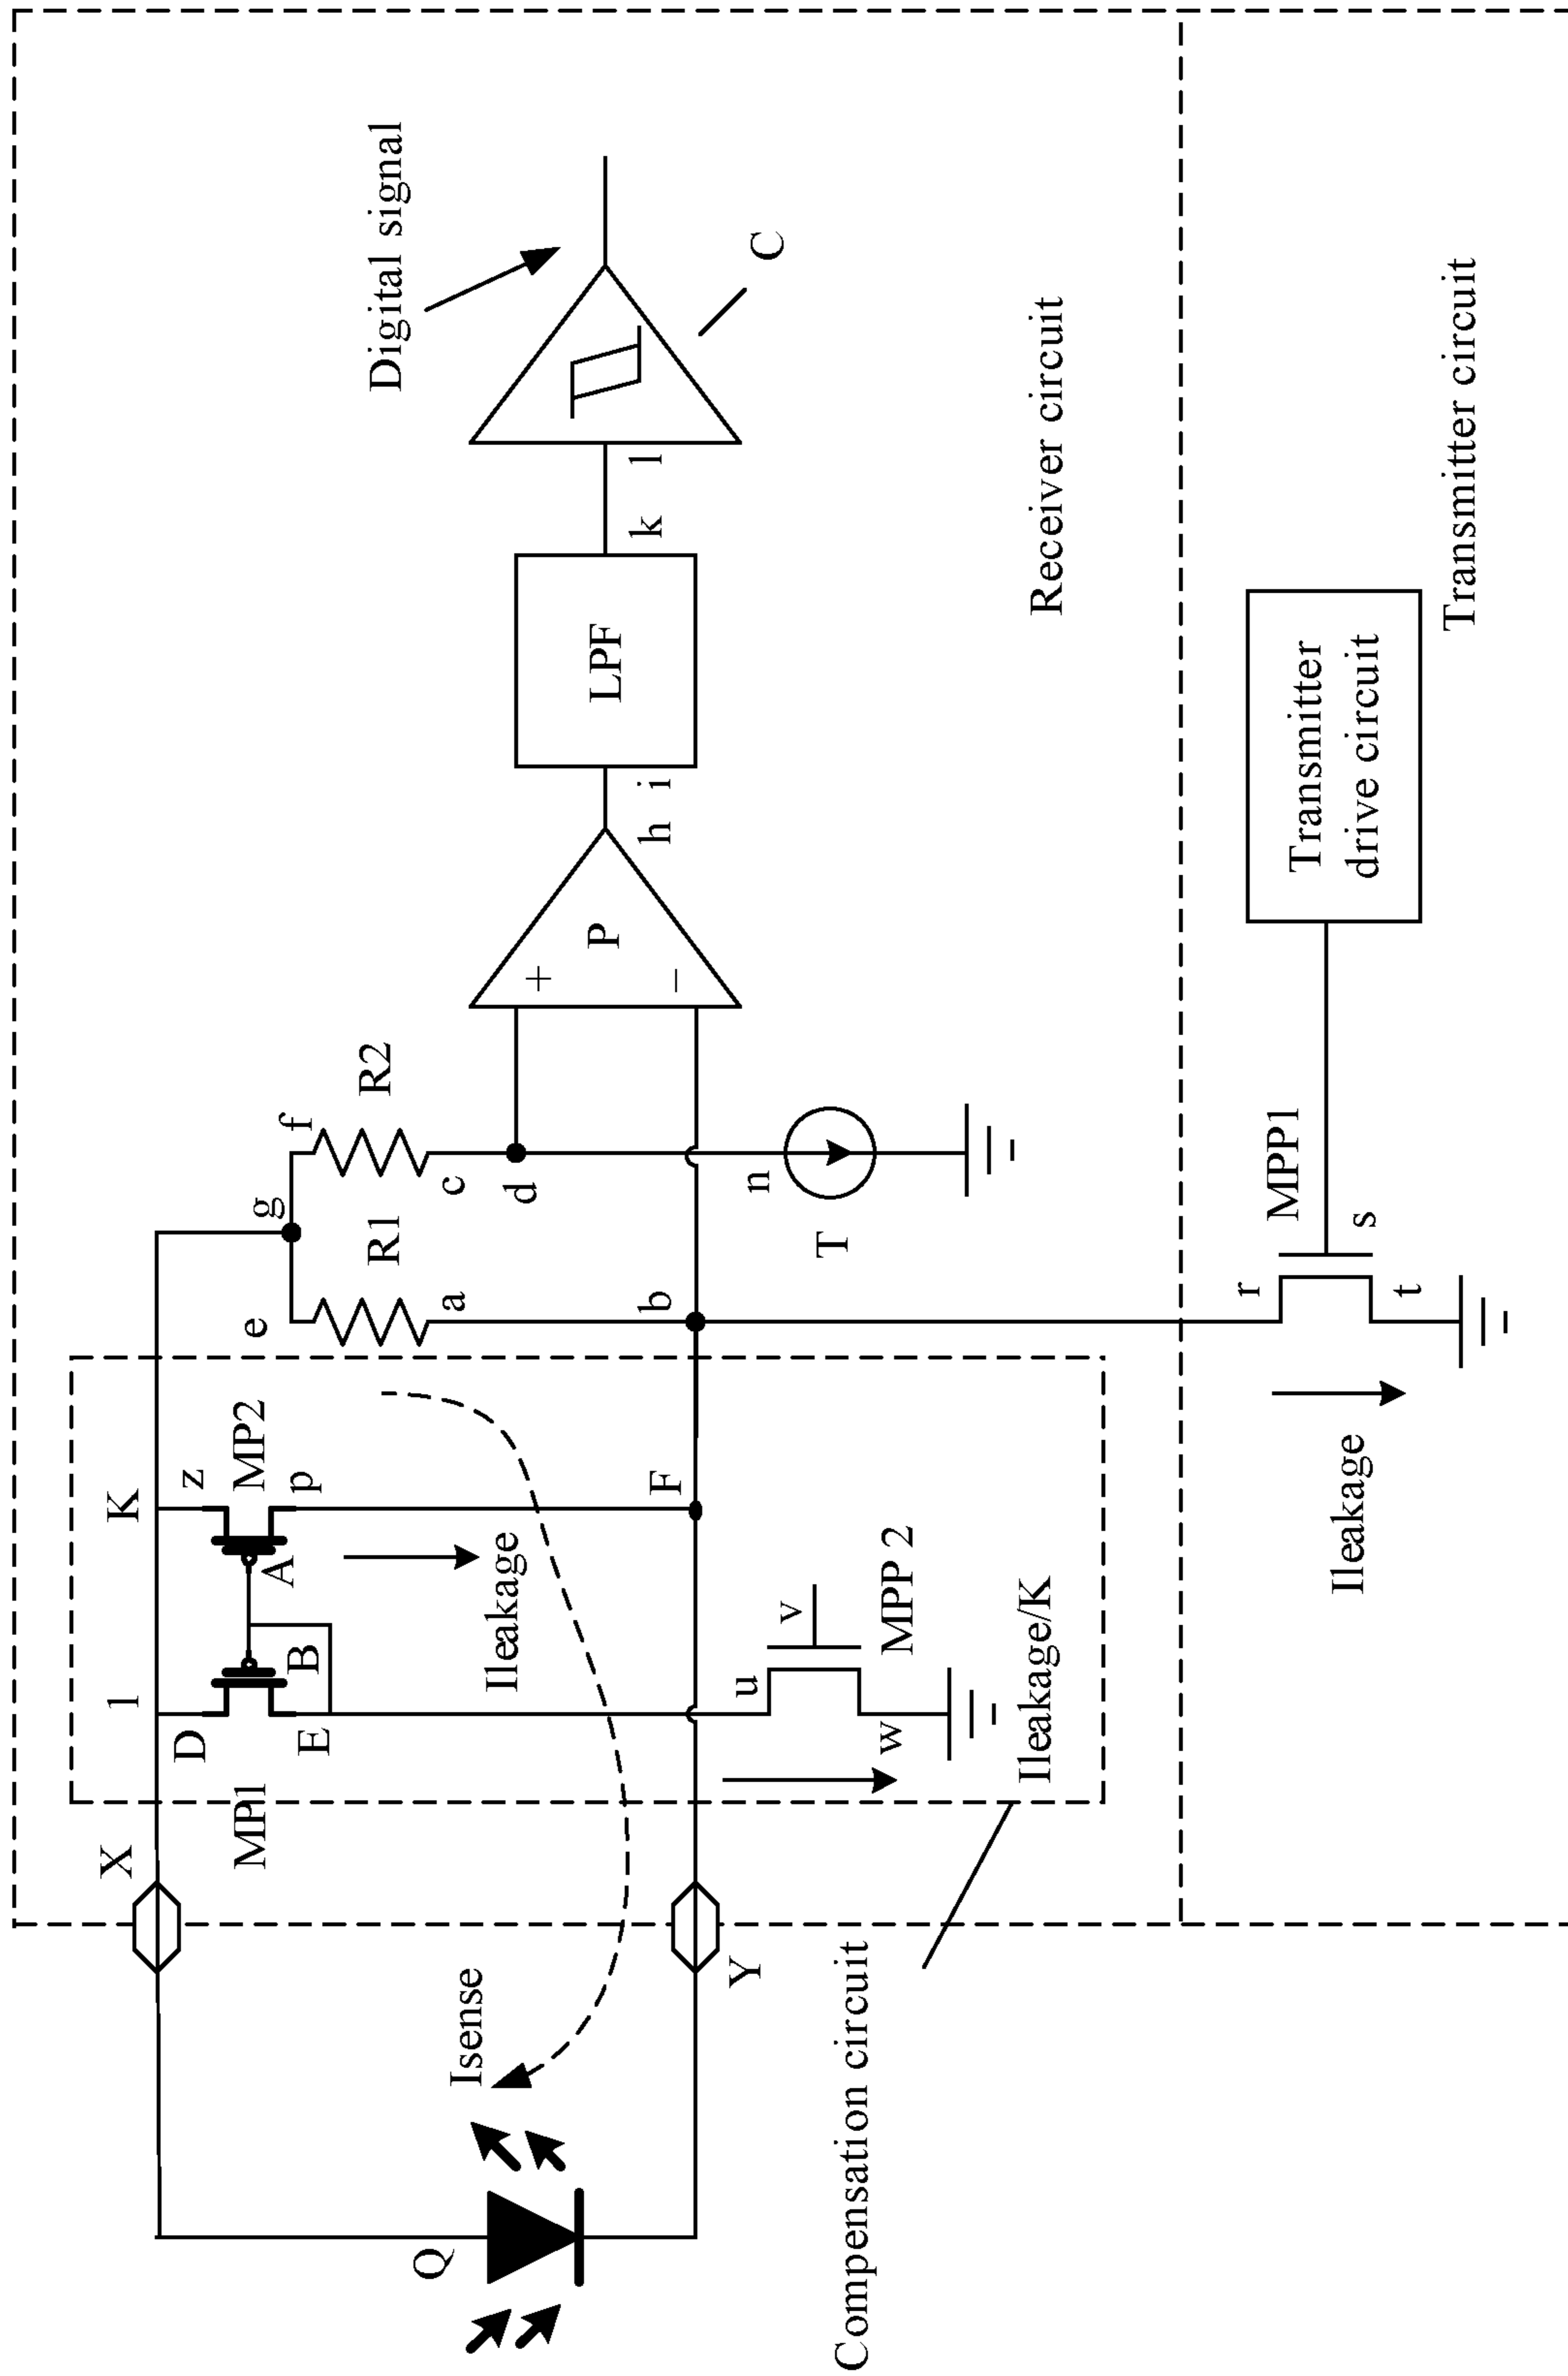 Digital signal
C
l
k
LPF
i
h
P
+
−
Receiver circuit
Transmitter
drive circuit
Transmitter circuit
R2
f
g
c
d
n
T
R1
e
a
b
MPP1
r
s
t
Ileakage
K
z
MP2
p
A
F
Ileakage
1
D
B
E
MP1
u
v
MPP 2
w
Ileakage/K
X
Y
Isense
Q
Compensation circuit